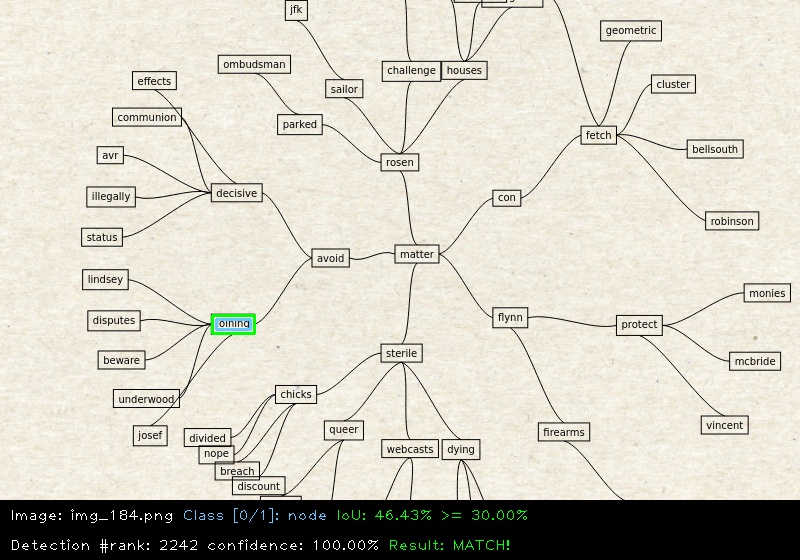 jfk
geometric
ombudsman
challenge
houses
effects
sailor
cluster
communion
parked
fetch
bellsouth
avr
rosen
decisive
illegally
con
robinson
status
avoid
matter
lindsey
monies
disputes
flynn
protect
beware
sterile
mcbride
underwood
chicks
josef
divided
queer
firearms
vincent
nope
webcasts
dying
breach
discount
Image: img_184.png Class [0/1]: node IoU: 46.43% >= 30.00%
Detection #rank: 2242 confidence: 100.00% Result: MATCH!